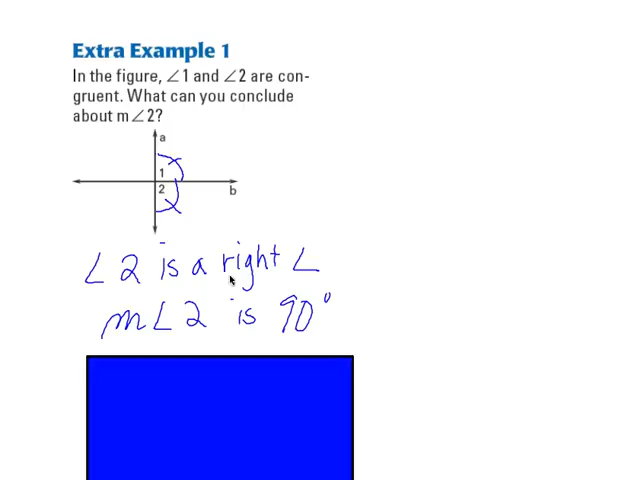 Extra Example 1
In the figure, ∠1 and ∠2 are con-
gruent. What can you conclude
about m∠2?
a
1
2
b
∠ 2 is a right ∠
m∠ 2 is 90°